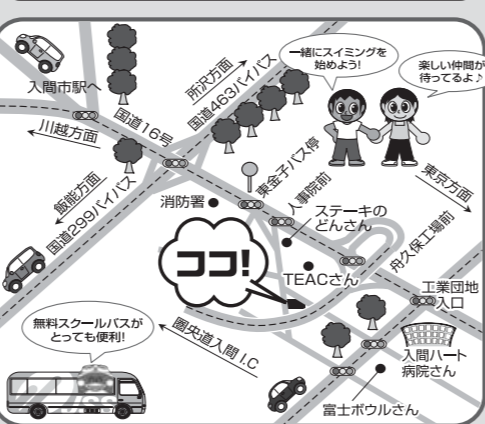 一緒にスイミングを
始めよう!
楽しい仲間が
待ってるよ♪
入間市駅へ
所沢方面
国道463バイパス
国道16号
川越方面
飯能方面
国道299バイパス
消防署
東金子バス停
人事院前
東京方面
ステーキの
どんさん
舟久保工場前
ココ!
TEACさん
工業団地
入口
無料スクールバスが
とっても便利!
圏央道入間 I.C
入間ハート
病院さん
富士ボウルさん